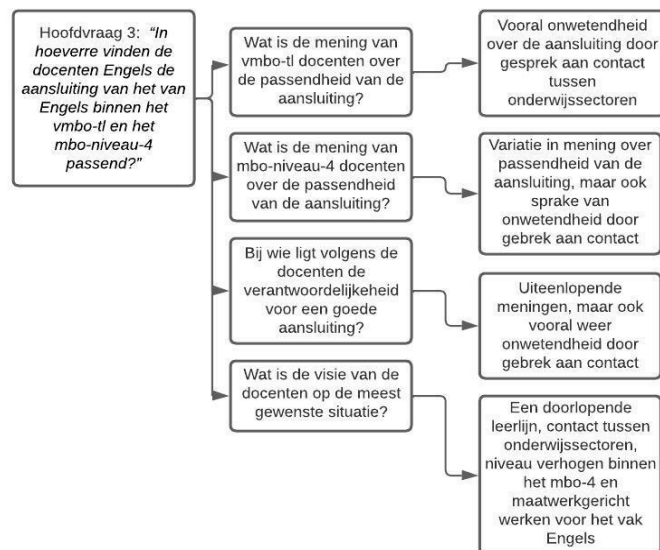 Hoofdvraag 3: "In
hoeverre vinden de
docenten Engels de
aansluiting van het van
Engels binnen het
vmbo-tl en het
mbo-niveau-4
passend?"
Wat is de mening van
vmbo-tl docenten over
de passendheid van de
aansluiting?
Vooral onwetendheid
over de aansluiting door
gesprek aan contact
tussen
onderwijssectoren
Wat is de mening van
mbo-niveau-4 docenten
over de passendheid
van de aansluiting?
Variatie in mening over
passendheid van de
aansluiting, maar ook
sprake van
onwetendheid door
gebrek aan contact
Bij wie ligt volgens de
docenten de
verantwoordelijkeheid
voor een goede
aansluiting?
Uiteenlopende
meningen, maar ook
vooral weer
onwetendheid door
gebrek aan contact
Wat is de visie van de
docenten op de meest
gewenste situatie?
Een doorlopende
leerlijn, contact tussen
onderwijssectoren,
niveau verhogen binnen
het mbo-4 en
maatwerkgericht
werken voor het vak
Engels